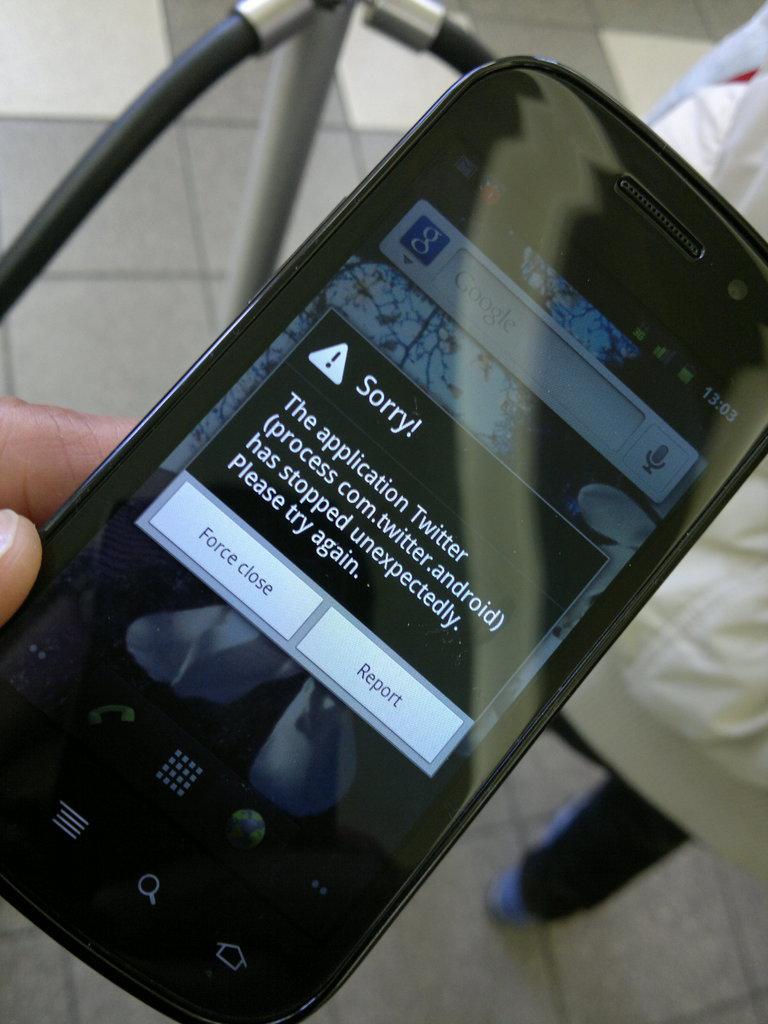 13:03
g Google
Sorry!
The application Twitter
(process com.twitter.android)
has stopped unexpectedly.
Please try again.
Force close
Report